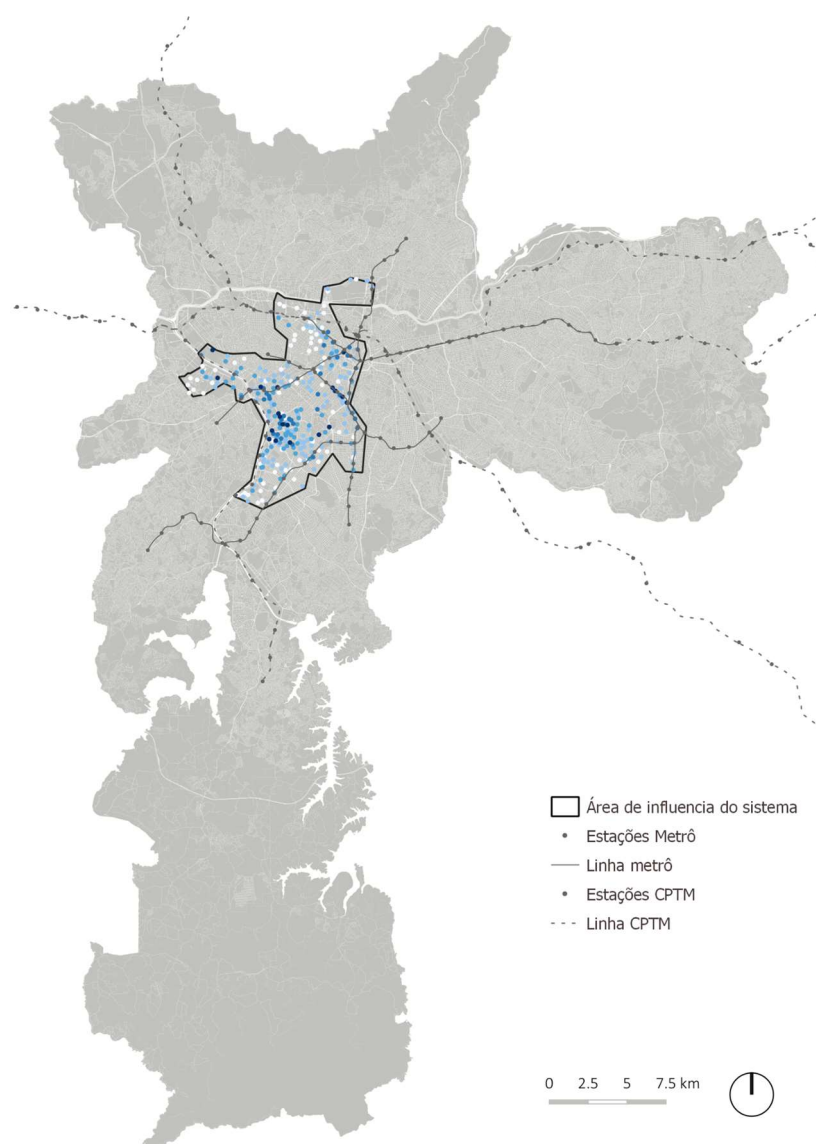 Área de influencia do sistema
Estações Metrô
Linha metrô
Estações CPTM
Linha CPTM
0 2.5 5 7.5 km